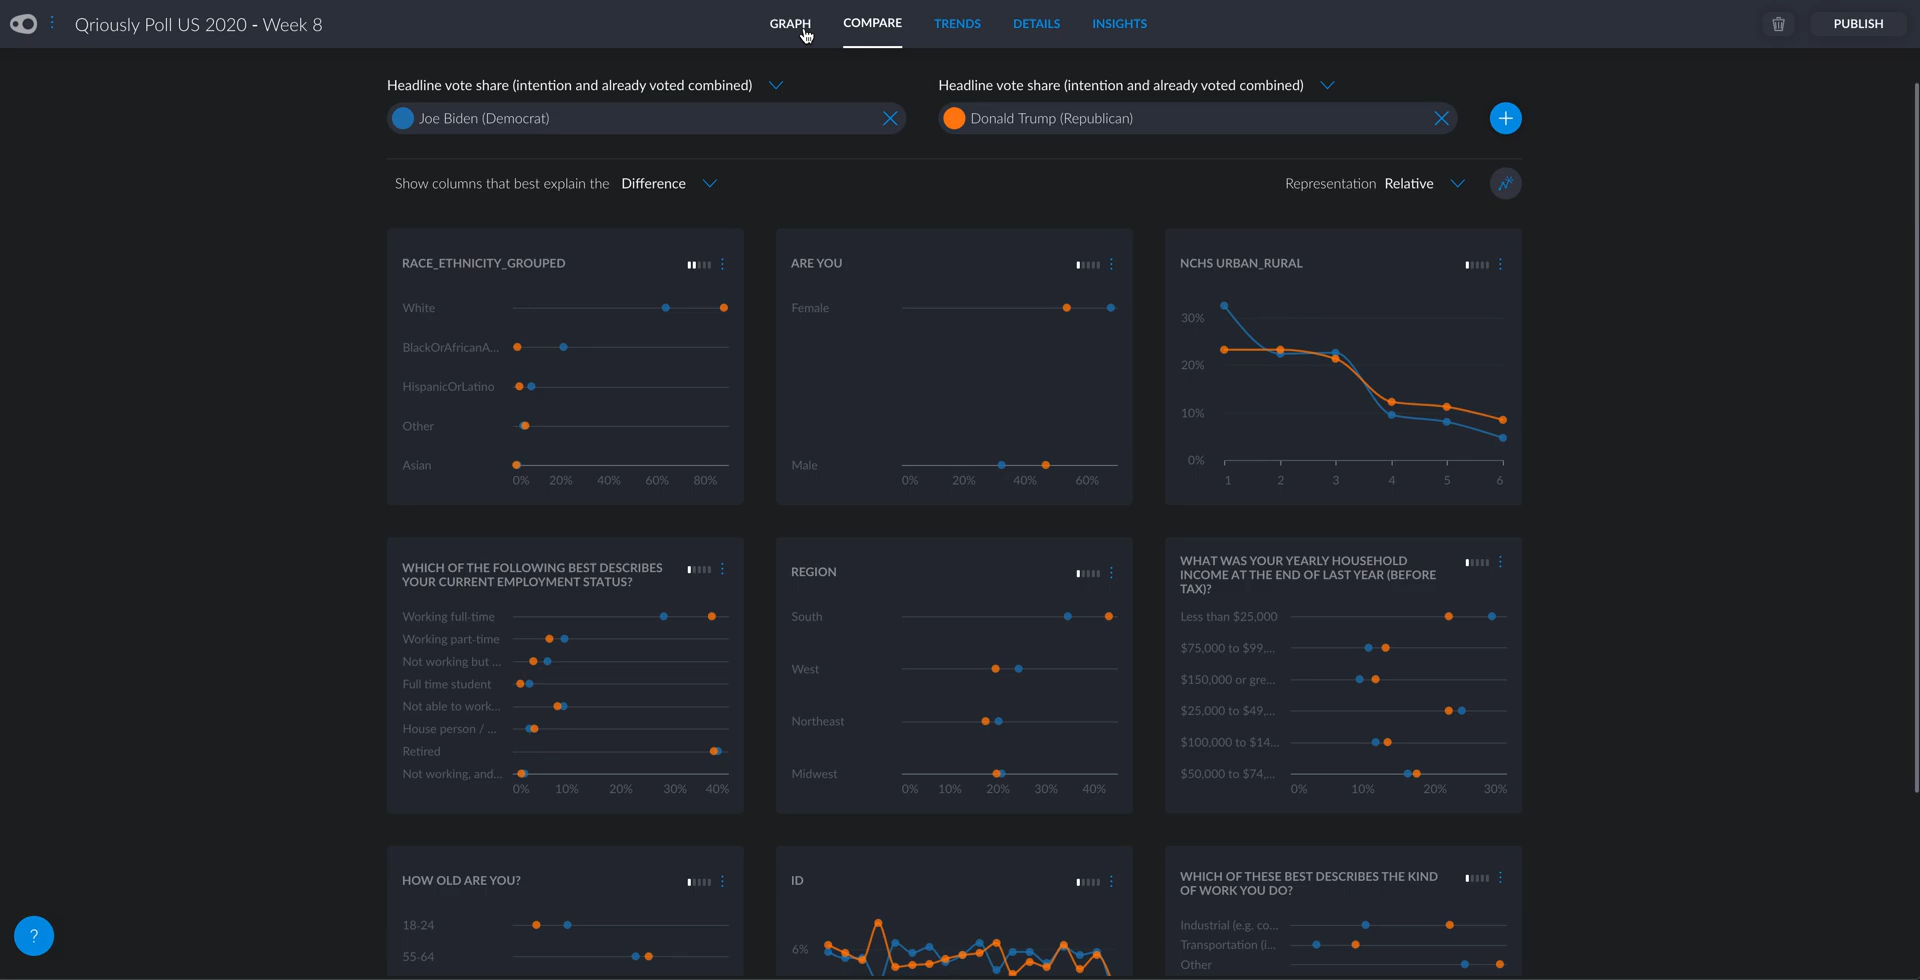 Qriously Poll US 2020 - Week 8
GRAPH
COMPARE
TRENDS
DETAILS
INSIGHTS
PUBLISH
Headline vote share (intention and already voted combined)
Joe Biden (Democrat)
Headline vote share (intention and already voted combined)
Donald Trump (Republican)
Show columns that best explain the Difference
Representation Relative
RACE_ETHNICITY_GROUPED
White
BlackOrAfricanA...
HispanicOrLatino
Other
Asian
0% 20% 40% 60% 80%
ARE YOU
Female
Male
0% 20% 40% 60%
NCHS URBAN_RURAL
30%
20%
10%
0%
1 2 3 4 5 6
WHICH OF THE FOLLOWING BEST DESCRIBES
YOUR CURRENT EMPLOYMENT STATUS?
Working full-time
Working part-time
Not working but ...
Full time student
Not able to work...
House person / ...
Retired
Not working, and...
0% 10% 20% 30% 40%
REGION
South
West
Northeast
Midwest
0% 10% 20% 30% 40%
WHAT WAS YOUR YEARLY HOUSEHOLD
INCOME AT THE END OF LAST YEAR (BEFORE
TAX)?
Less than $25,000
$75,000 to $99,...
$150,000 or gre...
$25,000 to $49,...
$100,000 to $14...
$50,000 to $74,...
0% 10% 20% 30%
HOW OLD ARE YOU?
18-24
55-64
ID
6%
WHICH OF THESE BEST DESCRIBES THE KIND
OF WORK YOU DO?
Industrial (e.g. co...
Transportation (i...
Other
?